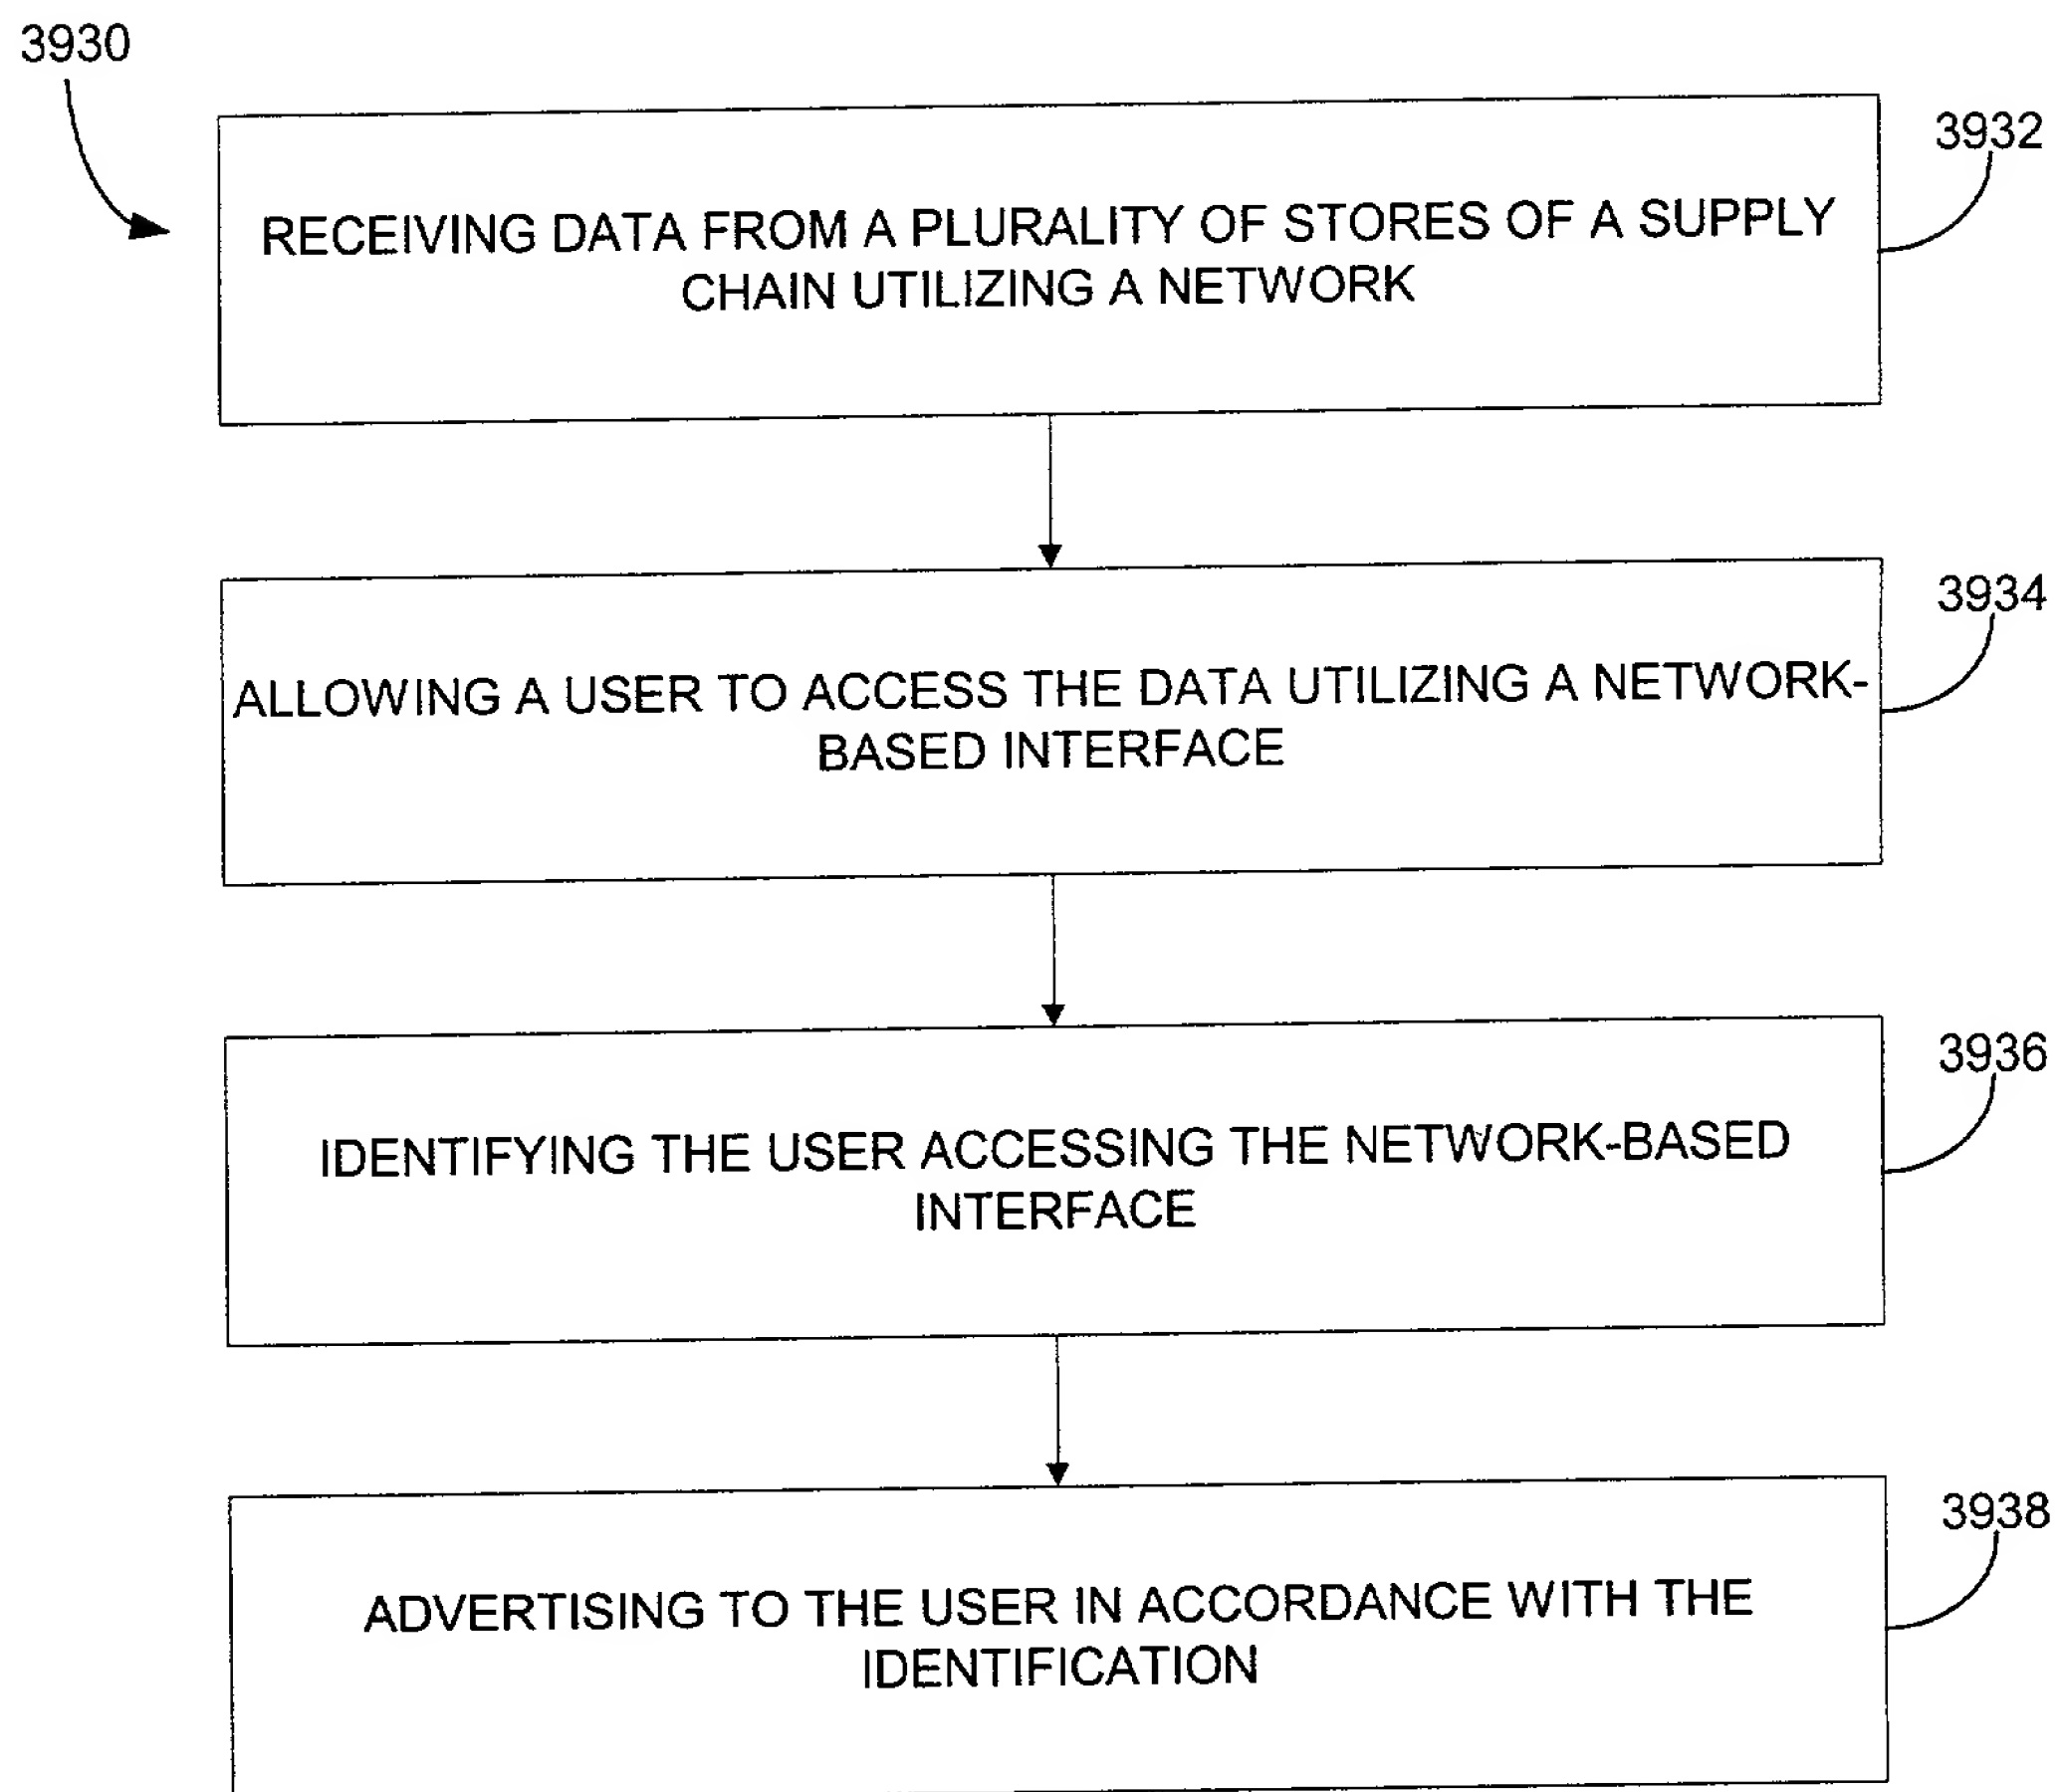 3930
3932
RECEIVING DATA FROM A PLURALITY OF STORES OF A SUPPLY
CHAIN UTILIZING A NETWORK
3934
ALLOWING A USER TO ACCESS THE DATA UTILIZING A NETWORK-
BASED INTERFACE
3936
IDENTIFYING THE USER ACCESSING THE NETWORK-BASED
INTERFACE
3938
ADVERTISING TO THE USER IN ACCORDANCE WITH THE
IDENTIFICATION